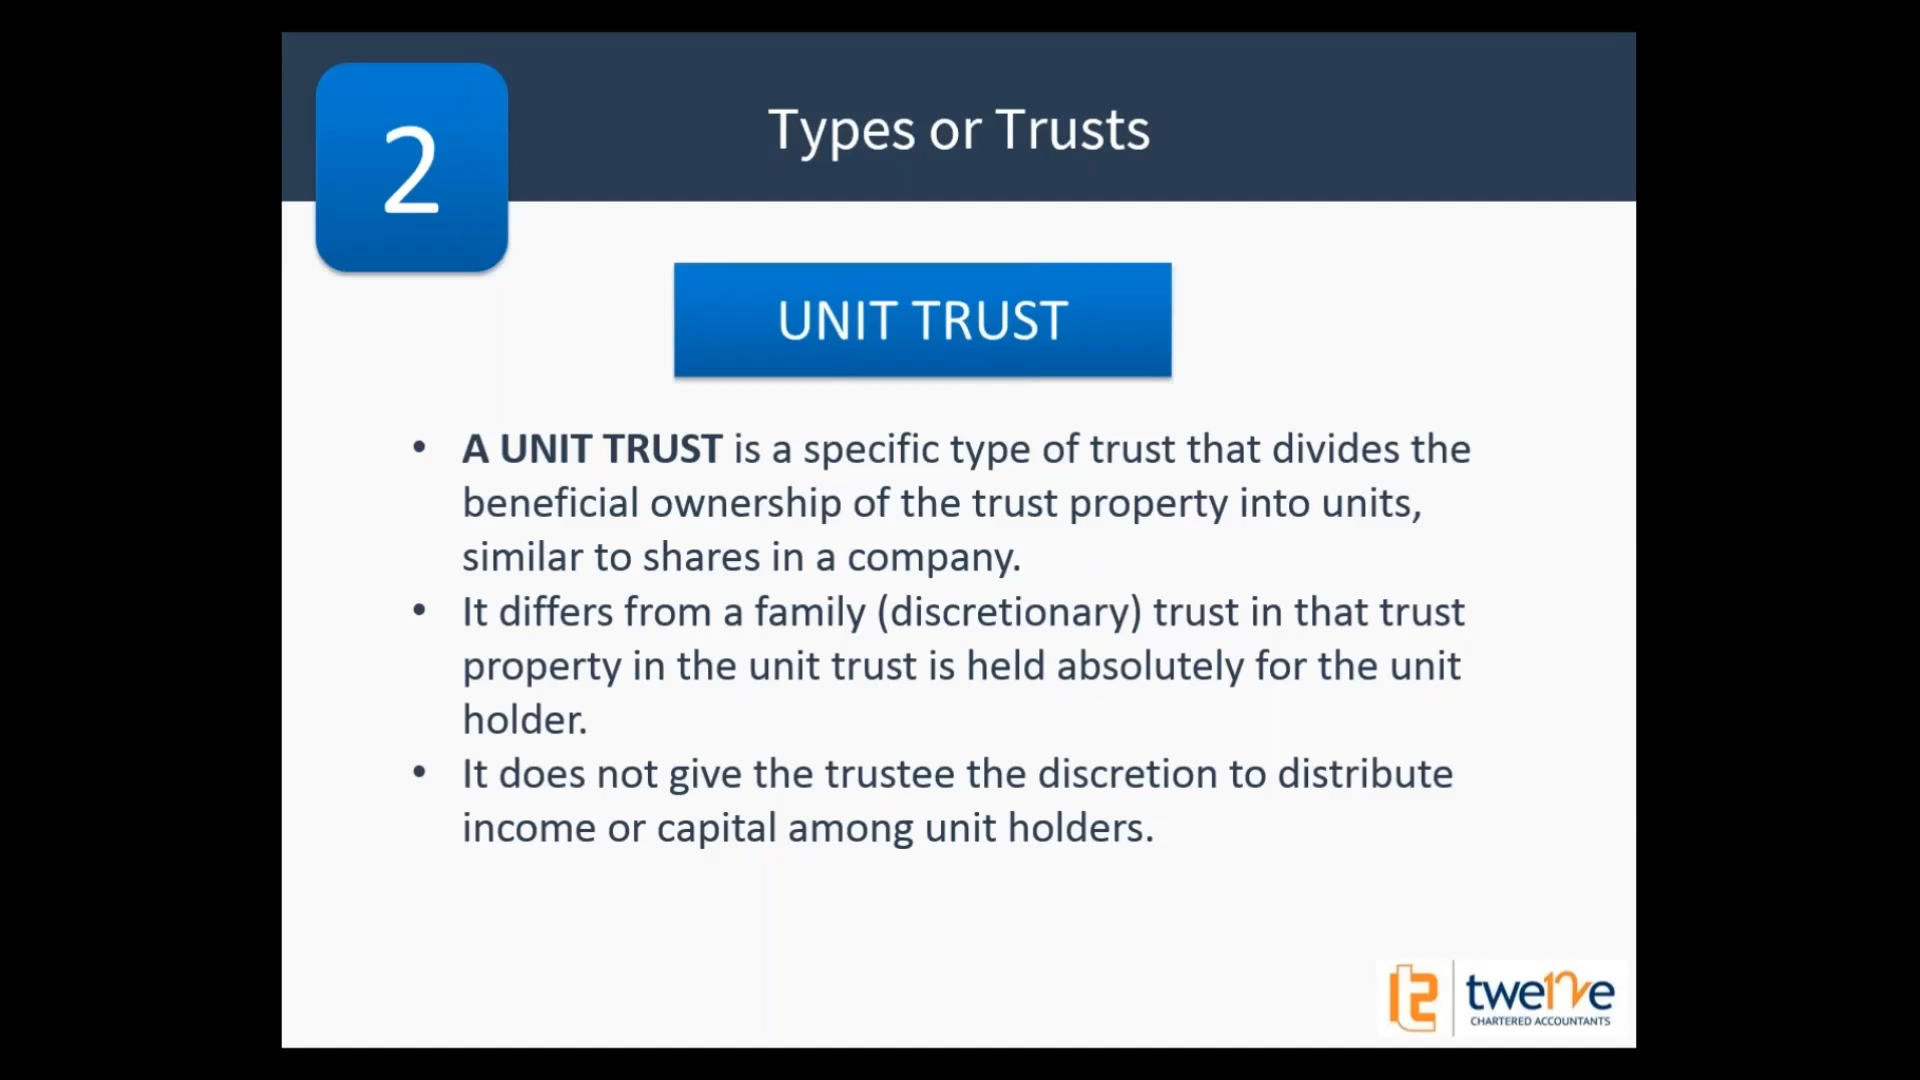 2
Types or Trusts
UNIT TRUST
• A UNIT TRUST is a specific type of trust that divides the
beneficial ownership of the trust property into units,
similar to shares in a company.
• It differs from a family (discretionary) trust in that trust
property in the unit trust is held absolutely for the unit
holder.
• It does not give the trustee the discretion to distribute
income or capital among unit holders.
twe12ve
CHARTERED ACCOUNTANTS